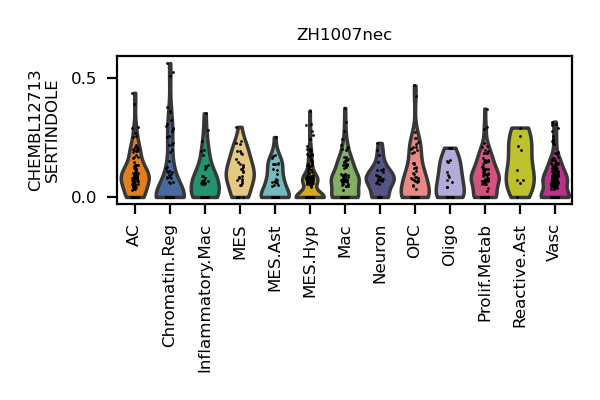 ZH1007nec
CHEMBL12713
SERTINDOLE
0.5
0.0
AC
Chromatin.Reg
Inflammatory.Mac
MES
MES.Ast
MES.Hyp
Mac
Neuron
OPC
Oligo
Prolif.Metab
Reactive.Ast
Vasc